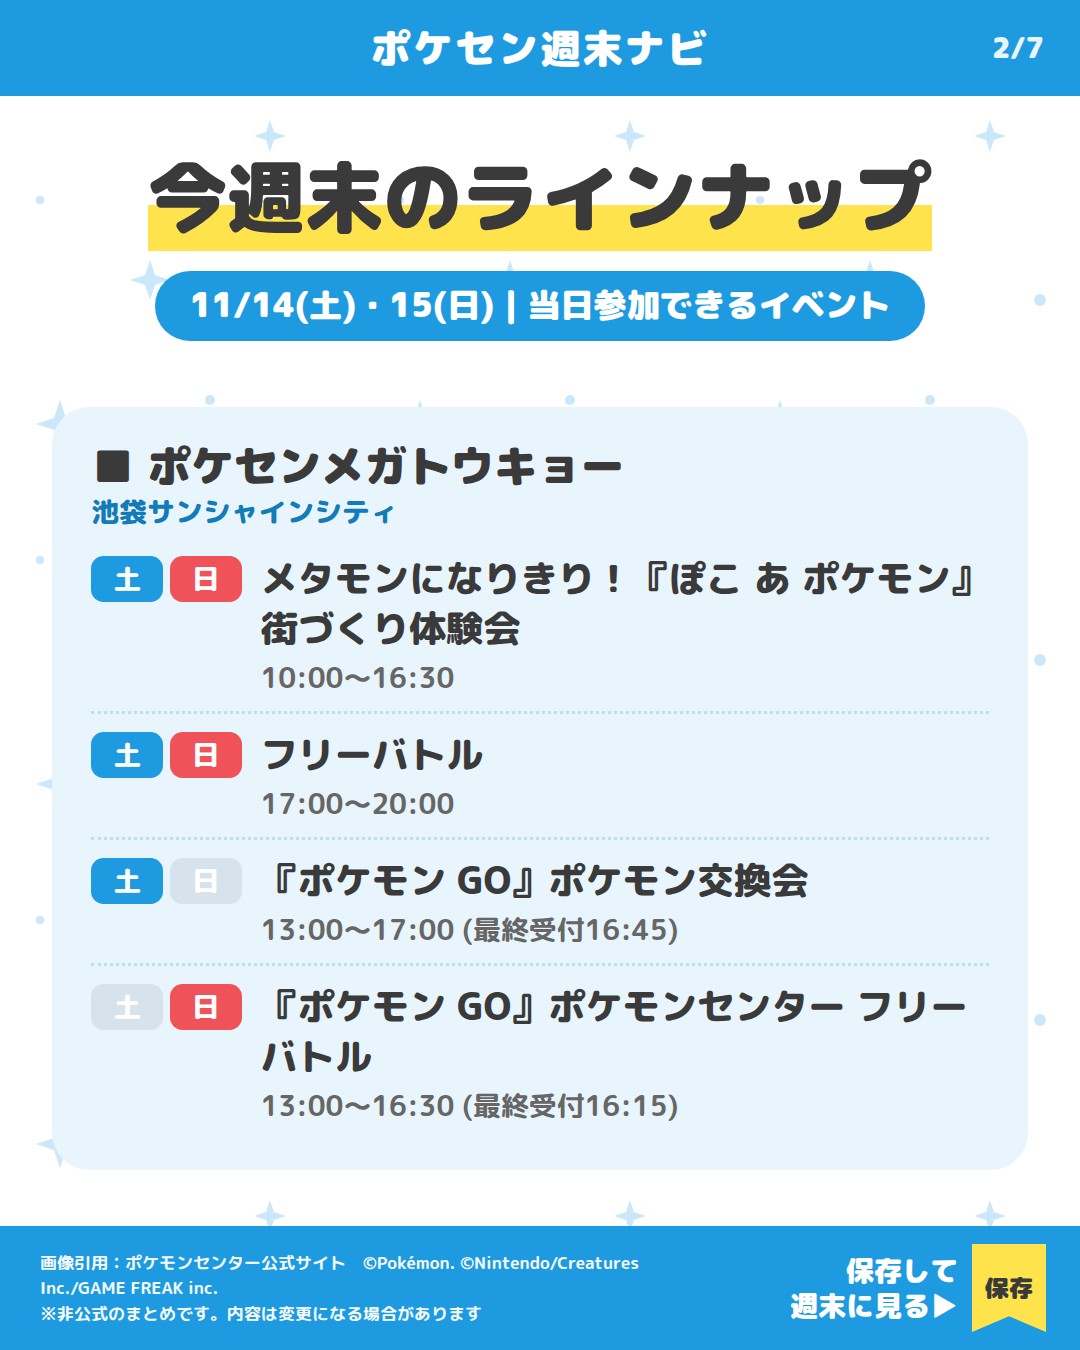 ポケセン週末ナビ
2/7
今週末のラインナップ
11/14(土)・15(日)｜当日参加できるイベント
■ ポケセンメガトウキョー
池袋サンシャインシティ
土 日 メタモンになりきり！『ぽこ あ ポケモン』
街づくり体験会
10:00〜16:30
土 日 フリーバトル
17:00〜20:00
土 日 『ポケモン GO』ポケモン交換会
13:00〜17:00 (最終受付16:45)
土 日 『ポケモン GO』ポケモンセンター フリー
バトル
13:00〜16:30 (最終受付16:15)
画像引用：ポケモンセンター公式サイト　©Pokémon. ©Nintendo/Creatures
Inc./GAME FREAK inc.
※非公式のまとめです。内容は変更になる場合があります
保存して
週末に見る▶
保存